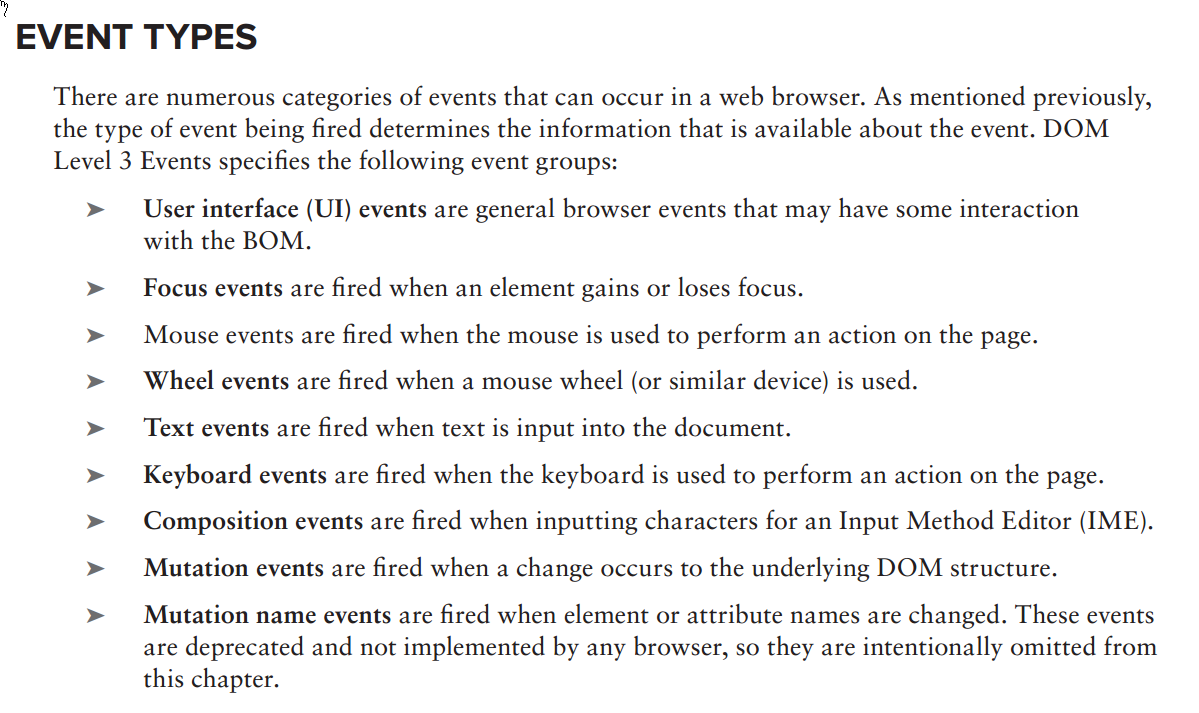 EVENT TYPES
There are numerous categories of events that can occur in a web browser. As mentioned previously,
the type of event being fired determines the information that is available about the event. DOM
Level 3 Events specifies the following event groups:
➤ User interface (UI) events are general browser events that may have some interaction
with the BOM.
➤ Focus events are fired when an element gains or loses focus.
➤ Mouse events are fired when the mouse is used to perform an action on the page.
➤ Wheel events are fired when a mouse wheel (or similar device) is used.
➤ Text events are fired when text is input into the document.
➤ Keyboard events are fired when the keyboard is used to perform an action on the page.
➤ Composition events are fired when inputting characters for an Input Method Editor (IME).
➤ Mutation events are fired when a change occurs to the underlying DOM structure.
➤ Mutation name events are fired when element or attribute names are changed. These events
are deprecated and not implemented by any browser, so they are intentionally omitted from
this chapter.